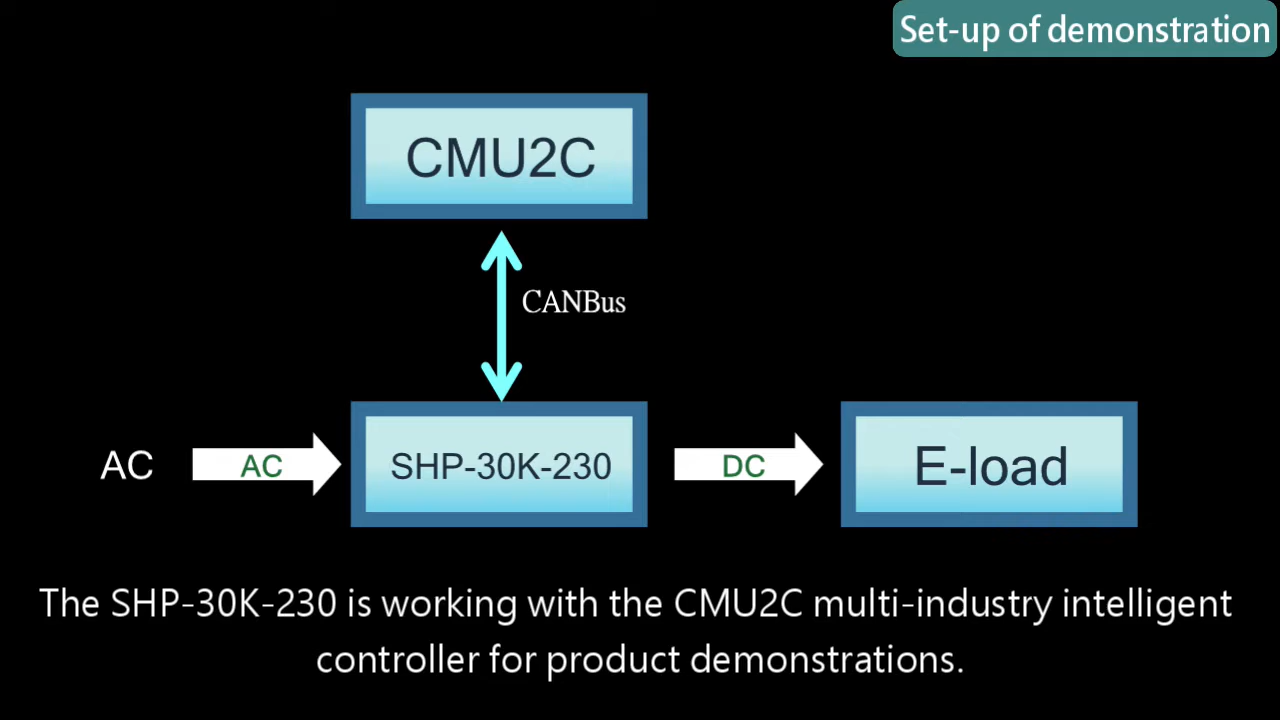 Set-up of demonstration
CMU2C
CANBus
AC
AC
SHP-30K-230
DC
E-load
The SHP-30K-230 is working with the CMU2C multi-industry intelligent
controller for product demonstrations.